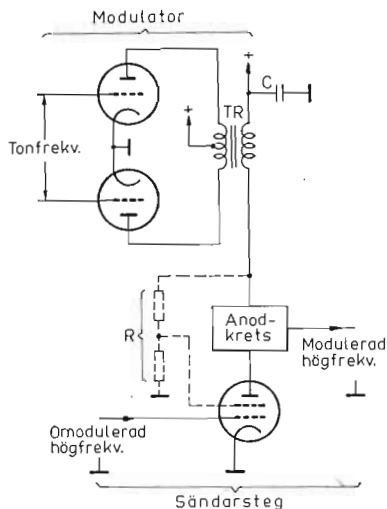 Modulator
+
C
TR
+
Tonfrekv.
R
Anod-
krets
Modulerad
högfrekv.
Omodulerad
högfrekv.
Sändarsteg